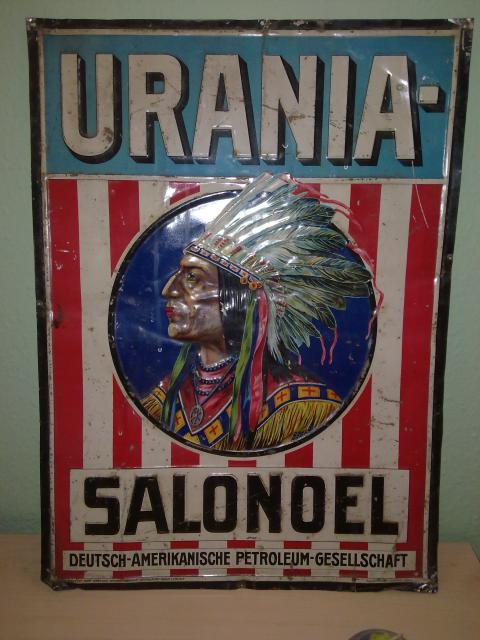 URANIA-
SALONOEL
DEUTSCH-AMERIKANISCHE PETROLEUM-GESELLSCHAFT